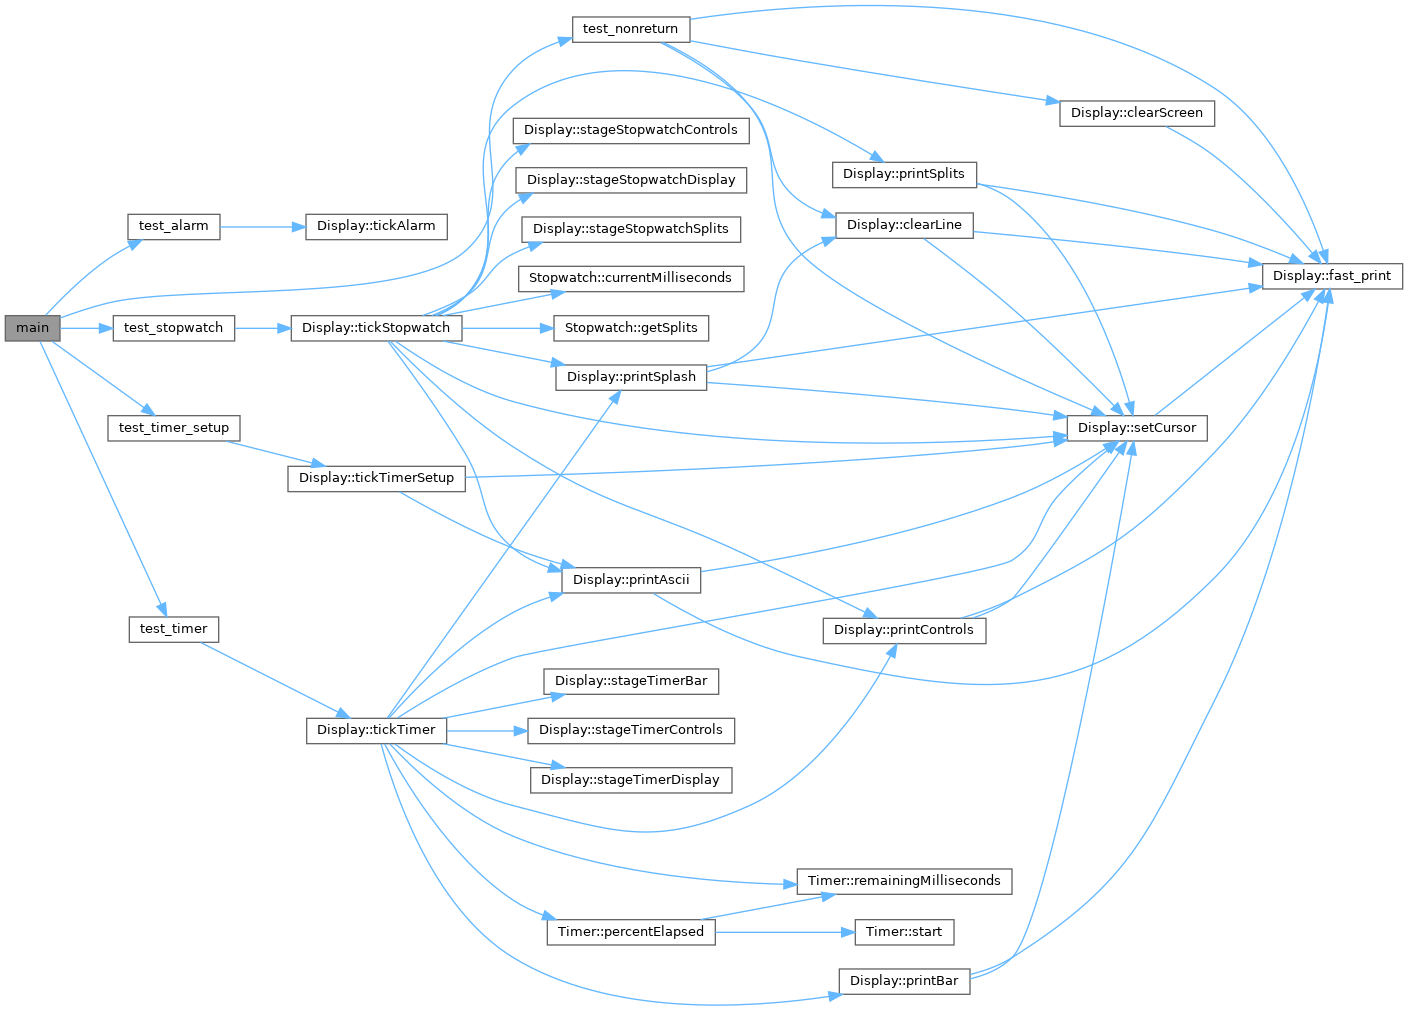 test_nonreturn
Display::clearScreen
Display::stageStopwatchControls
Display::printSplits
Display::stageStopwatchDisplay
test_alarm
Display::tickAlarm
Display::stageStopwatchSplits
Display::clearLine
Stopwatch::currentMilliseconds
Display::fast_print
main
test_stopwatch
Display::tickStopwatch
Stopwatch::getSplits
Display::printSplash
test_timer_setup
Display::setCursor
Display::tickTimerSetup
Display::printAscii
test_timer
Display::printControls
Display::stageTimerBar
Display::tickTimer
Display::stageTimerControls
Display::stageTimerDisplay
Timer::remainingMilliseconds
Timer::percentElapsed
Timer::start
Display::printBar